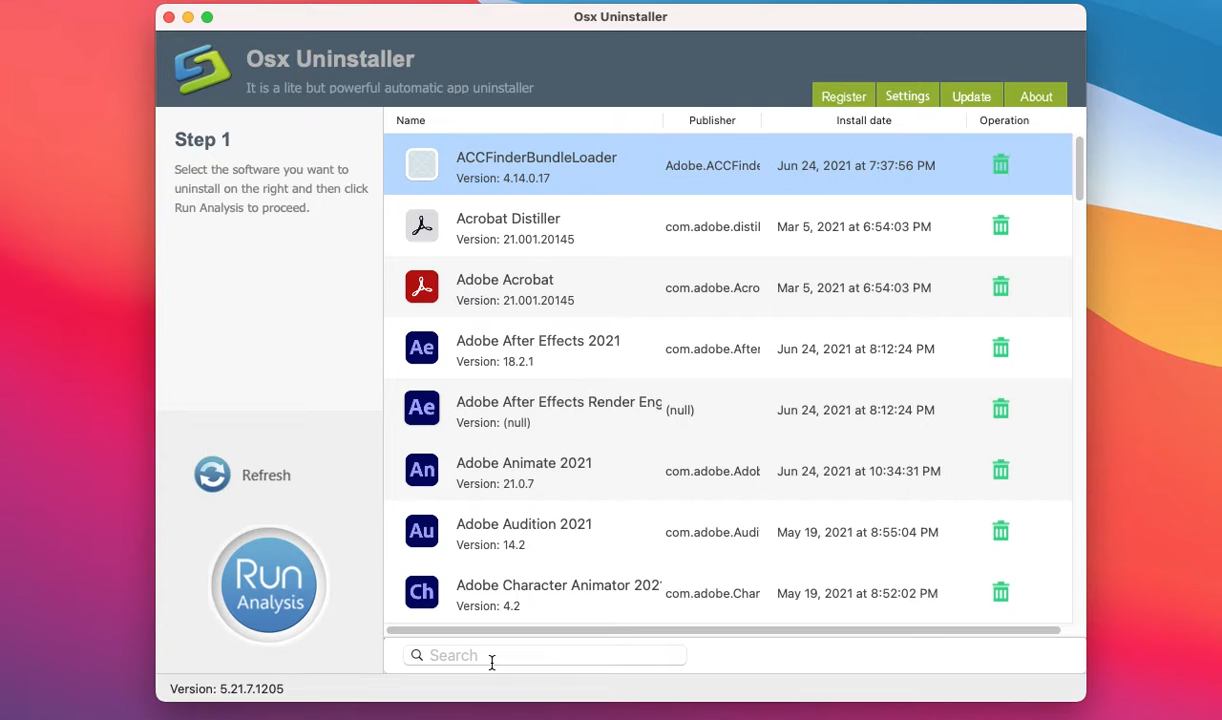 Osx Uninstaller
Osx Uninstaller
It is a lite but powerful automatic app uninstaller
Register Settings Update About
Step 1
Select the software you want to
uninstall on the right and then click
Run Analysis to proceed.
Refresh
Run
Analysis
Name Publisher Install date Operation
ACCFinderBundleLoader
Version: 4.14.0.17
Adobe.ACCFinde
Jun 24, 2021 at 7:37:56 PM
Acrobat Distiller
Version: 21.001.20145
com.adobe.distil
Mar 5, 2021 at 6:54:03 PM
Adobe Acrobat
Version: 21.001.20145
com.adobe.Acro
Mar 5, 2021 at 6:54:03 PM
Ae
Adobe After Effects 2021
Version: 18.2.1
com.adobe.After
Jun 24, 2021 at 8:12:24 PM
Ae
Adobe After Effects Render Eng
Version: (null)
(null)
Jun 24, 2021 at 8:12:24 PM
An
Adobe Animate 2021
Version: 21.0.7
com.adobe.Adob
Jun 24, 2021 at 10:34:31 PM
Au
Adobe Audition 2021
Version: 14.2
com.adobe.Audi
May 19, 2021 at 8:55:04 PM
Ch
Adobe Character Animator 202
Version: 4.2
com.adobe.Char
May 19, 2021 at 8:52:02 PM
Search
Version: 5.21.7.1205